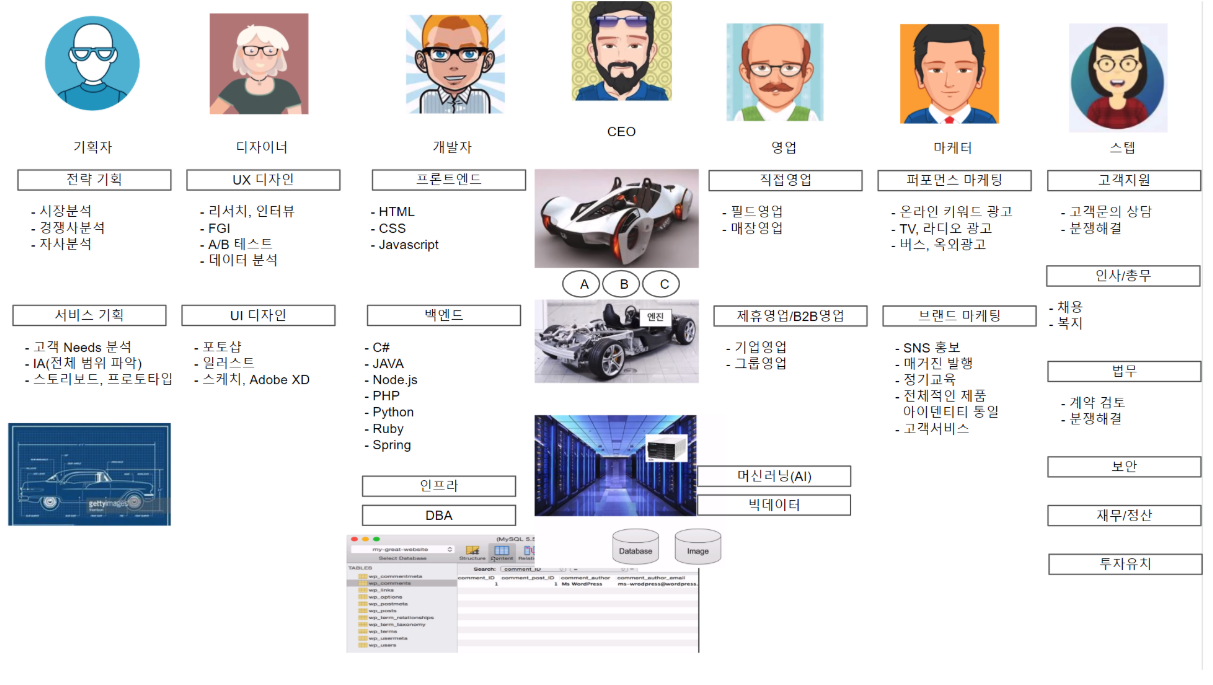 CEO
기획자
디자이너
개발자
영업
마케터
스텝
전략 기획
- 시장분석
- 경쟁사분석
- 자사분석
서비스 기획
- 고객 Needs 분석
- IA(전체 범위 파악)
- 스토리보드, 프로토타입
gettyimages
UX 디자인
- 리서치, 인터뷰
- FGI
- A/B 테스트
- 데이터 분석
UI 디자인
- 포토샵
- 일러스트
- 스케치, Adobe XD
프론트엔드
- HTML
- CSS
- Javascript
백엔드
- C#
- JAVA
- Node.js
- PHP
- Python
- Ruby
- Spring
인프라
DBA
A
B
C
엔진
직접영업
- 필드영업
- 매장영업
제휴영업/B2B영업
- 기업영업
- 그룹영업
머신러닝(AI)
빅데이터
Database
Image
퍼포먼스 마케팅
- 온라인 키워드 광고
- TV, 라디오 광고
- 버스, 옥외광고
브랜드 마케팅
- SNS 홍보
- 매거진 발행
- 정기교육
- 전체적인 제품
아이덴티티 통일
- 고객서비스
고객지원
- 고객문의 상담
- 분쟁해결
인사/총무
- 채용
- 복지
법무
- 계약 검토
- 분쟁해결
보안
재무/정산
투자유치
(MySQL 5.5
my-great-website
Select Database
Structure
Content
Relat
TABLES
Search:
comment_ID
wp_commentmeta
wp_comments
wp_links
wp_options
wp_postmeta
wp_posts
wp_term_relationships
wp_term_taxonomy
wp_terms
wp_usermeta
wp_users
comment_ID comment_post_ID comment_author comment_author_email
1 1 Ms WordPress ms-wrodpress@wordpress.